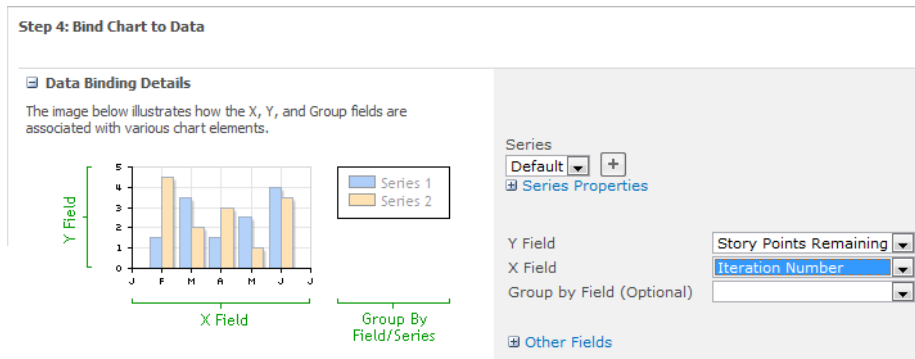 Step 4: Bind Chart to Data
Data Binding Details
The image below illustrates how the X, Y, and Group fields are
associated with various chart elements.
Y Field
5
4
3
2
1
0
J F M A M J J
X Field
Series 1
Series 2
Group By
Field/Series
Series
Default
+
Series Properties
Y Field Story Points Remaining
X Field Iteration Number
Group by Field (Optional)
Other Fields